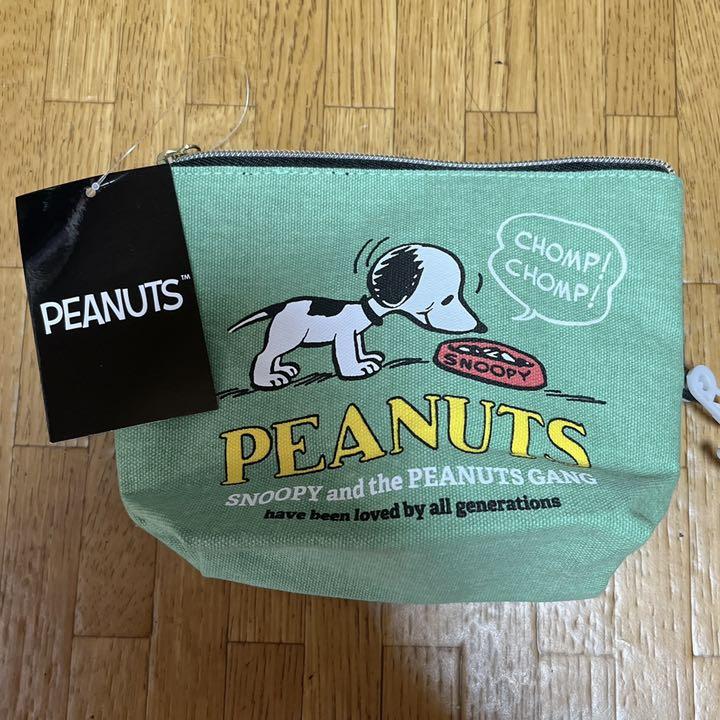 PEANUTS™
CHOMP!
CHOMP!
SNOOPY
PEANUTS
SNOOPY and the PEANUTS GANG
have been loved by all generations